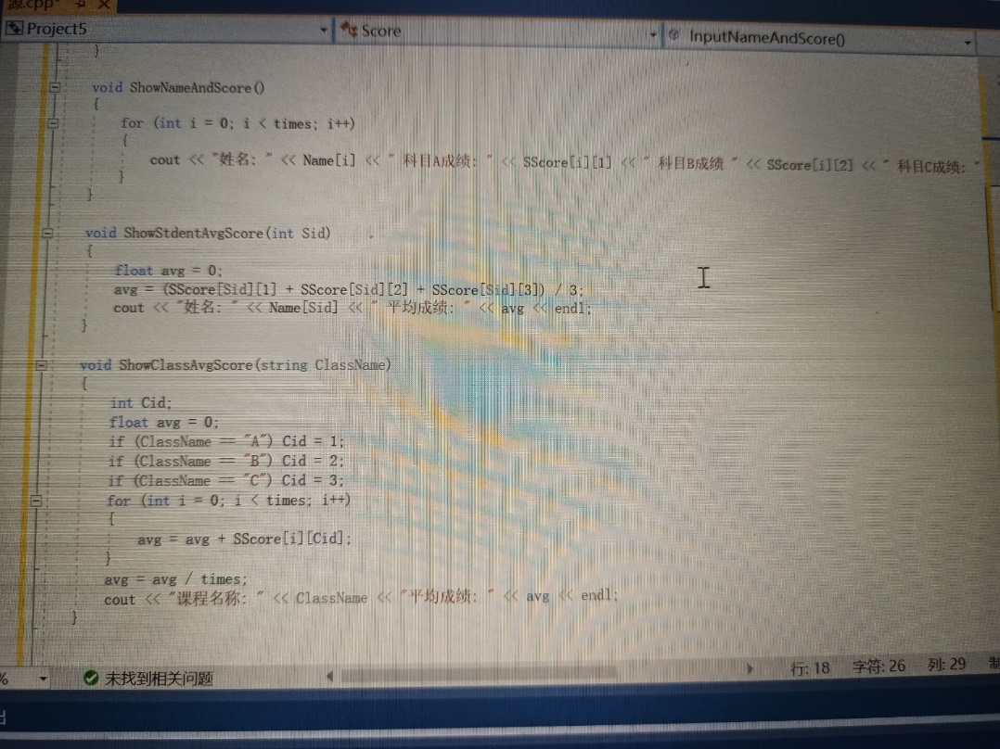 源.cpp*
Project5 Score InputNameAndScore()
}
void ShowNameAndScore()
{
for (int i = 0; i < times; i++)
{
cout << "姓名: " << Name[i] << " 科目A成绩: " << SScore[i][1] << " 科目B成绩 " << SScore[i][2] << " 科目C成绩: "
}
}
void ShowStdentAvgScore(int Sid)
{
float avg = 0;
avg = (SScore[Sid][1] + SScore[Sid][2] + SScore[Sid][3]) / 3;
cout << "姓名: " << Name[Sid] << " 平均成绩: " << avg << endl;
}
void ShowClassAvgScore(string ClassName)
{
int Cid;
float avg = 0;
if (ClassName == "A") Cid = 1;
if (ClassName == "B") Cid = 2;
if (ClassName == "C") Cid = 3;
for (int i = 0; i < times; i++)
{
avg = avg + SScore[i][Cid];
}
avg = avg / times;
cout << "课程名称: " << ClassName << "平均成绩: " << avg << endl;
}
% 未找到相关问题 行: 18 字符: 26 列: 29 制
出